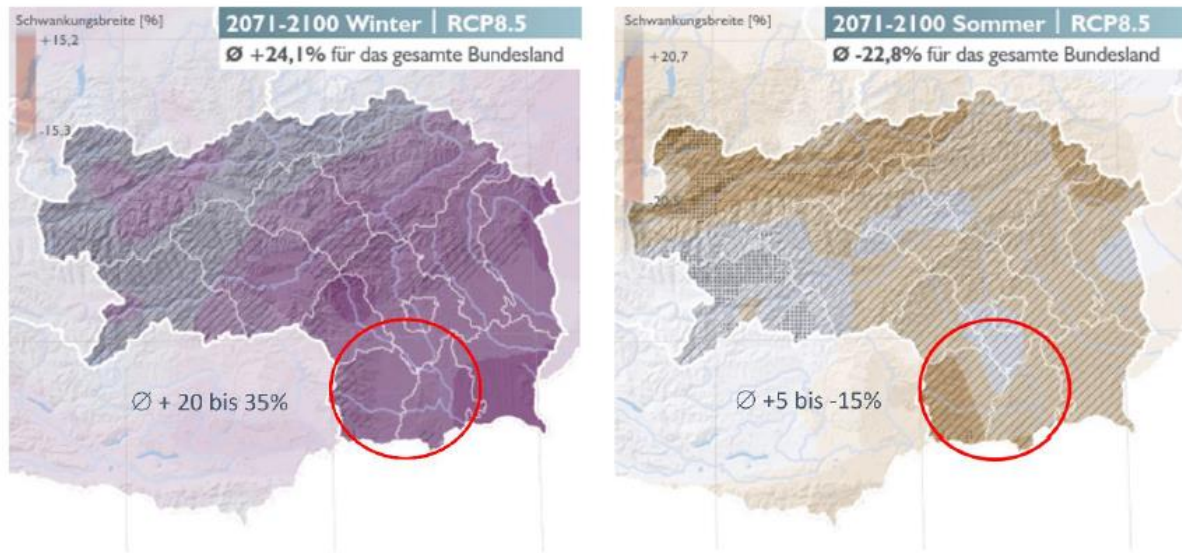 Schwankungsbreite [%]
+15,2
-15,3
2071-2100 Winter | RCP8.5
Ø +24,1% für das gesamte Bundesland
∅ + 20 bis 35%
Schwankungsbreite [%]
+20,7
2071-2100 Sommer | RCP8.5
Ø -22,8% für das gesamte Bundesland
∅ +5 bis -15%